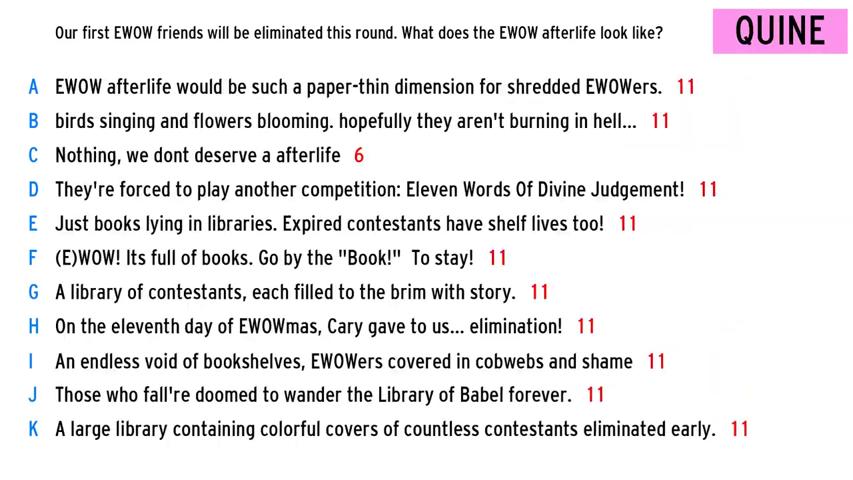 Our first EWOW friends will be eliminated this round. What does the EWOW afterlife look like?
QUINE
A EWOW afterlife would be such a paper-thin dimension for shredded EWOWers. 11
B birds singing and flowers blooming. hopefully they aren't burning in hell... 11
C Nothing, we dont deserve a afterlife 6
D They're forced to play another competition: Eleven Words Of Divine Judgement! 11
E Just books lying in libraries. Expired contestants have shelf lives too! 11
F (E)WOW! Its full of books. Go by the "Book!" To stay! 11
G A library of contestants, each filled to the brim with story. 11
H On the eleventh day of EWOWmas, Cary gave to us... elimination! 11
I An endless void of bookshelves, EWOWers covered in cobwebs and shame 11
J Those who fall're doomed to wander the Library of Babel forever. 11
K A large library containing colorful covers of countless contestants eliminated early. 11